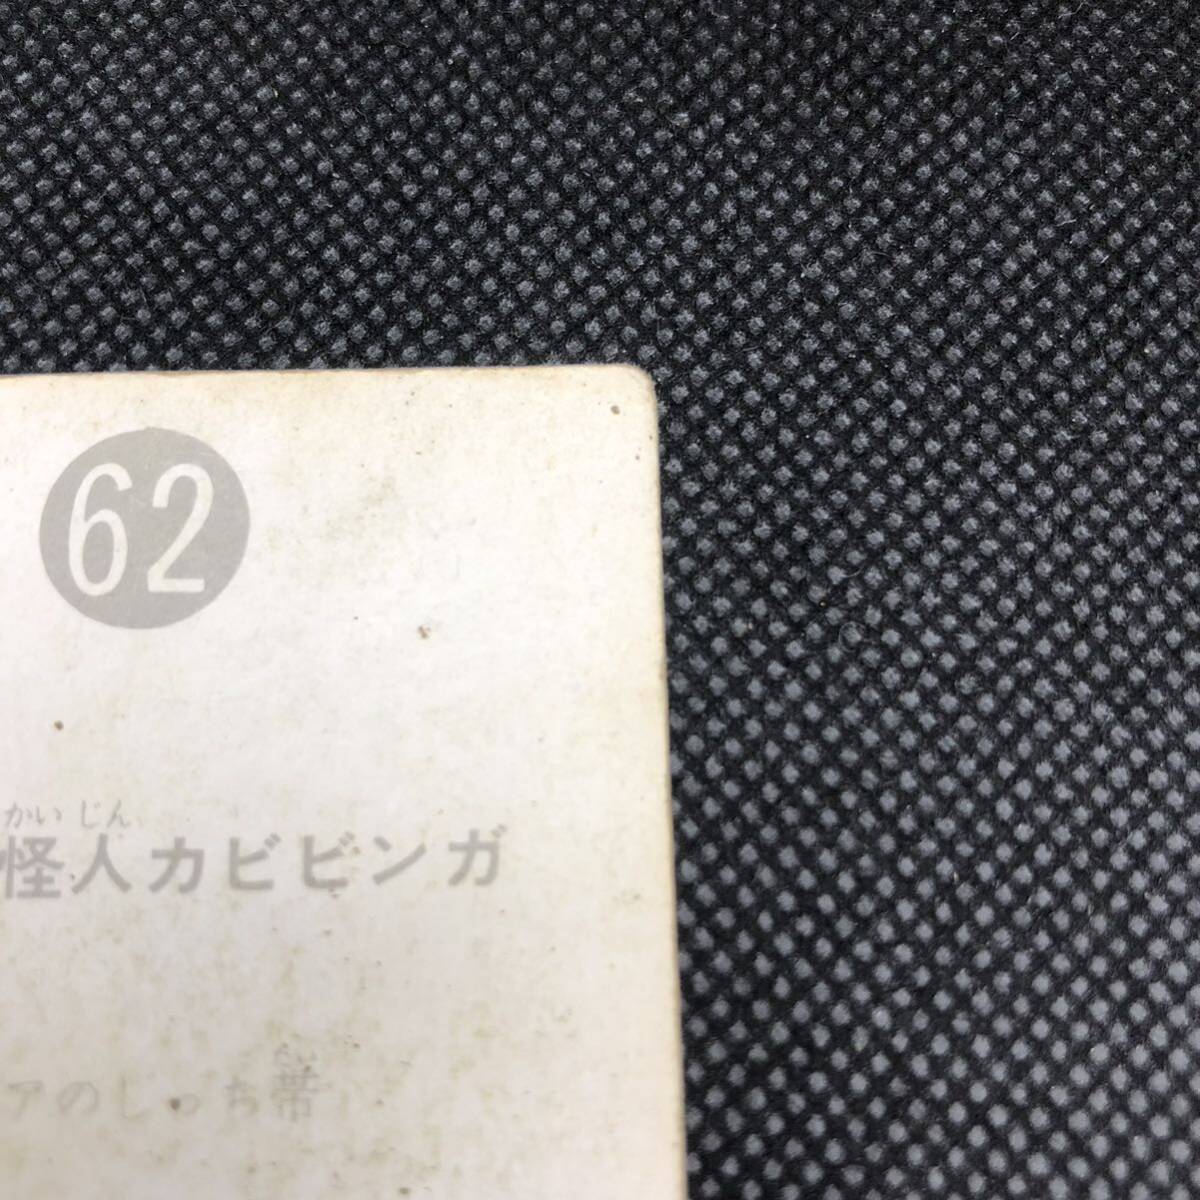 62
かいじん
怪人カビビンガ
アのしっち帯